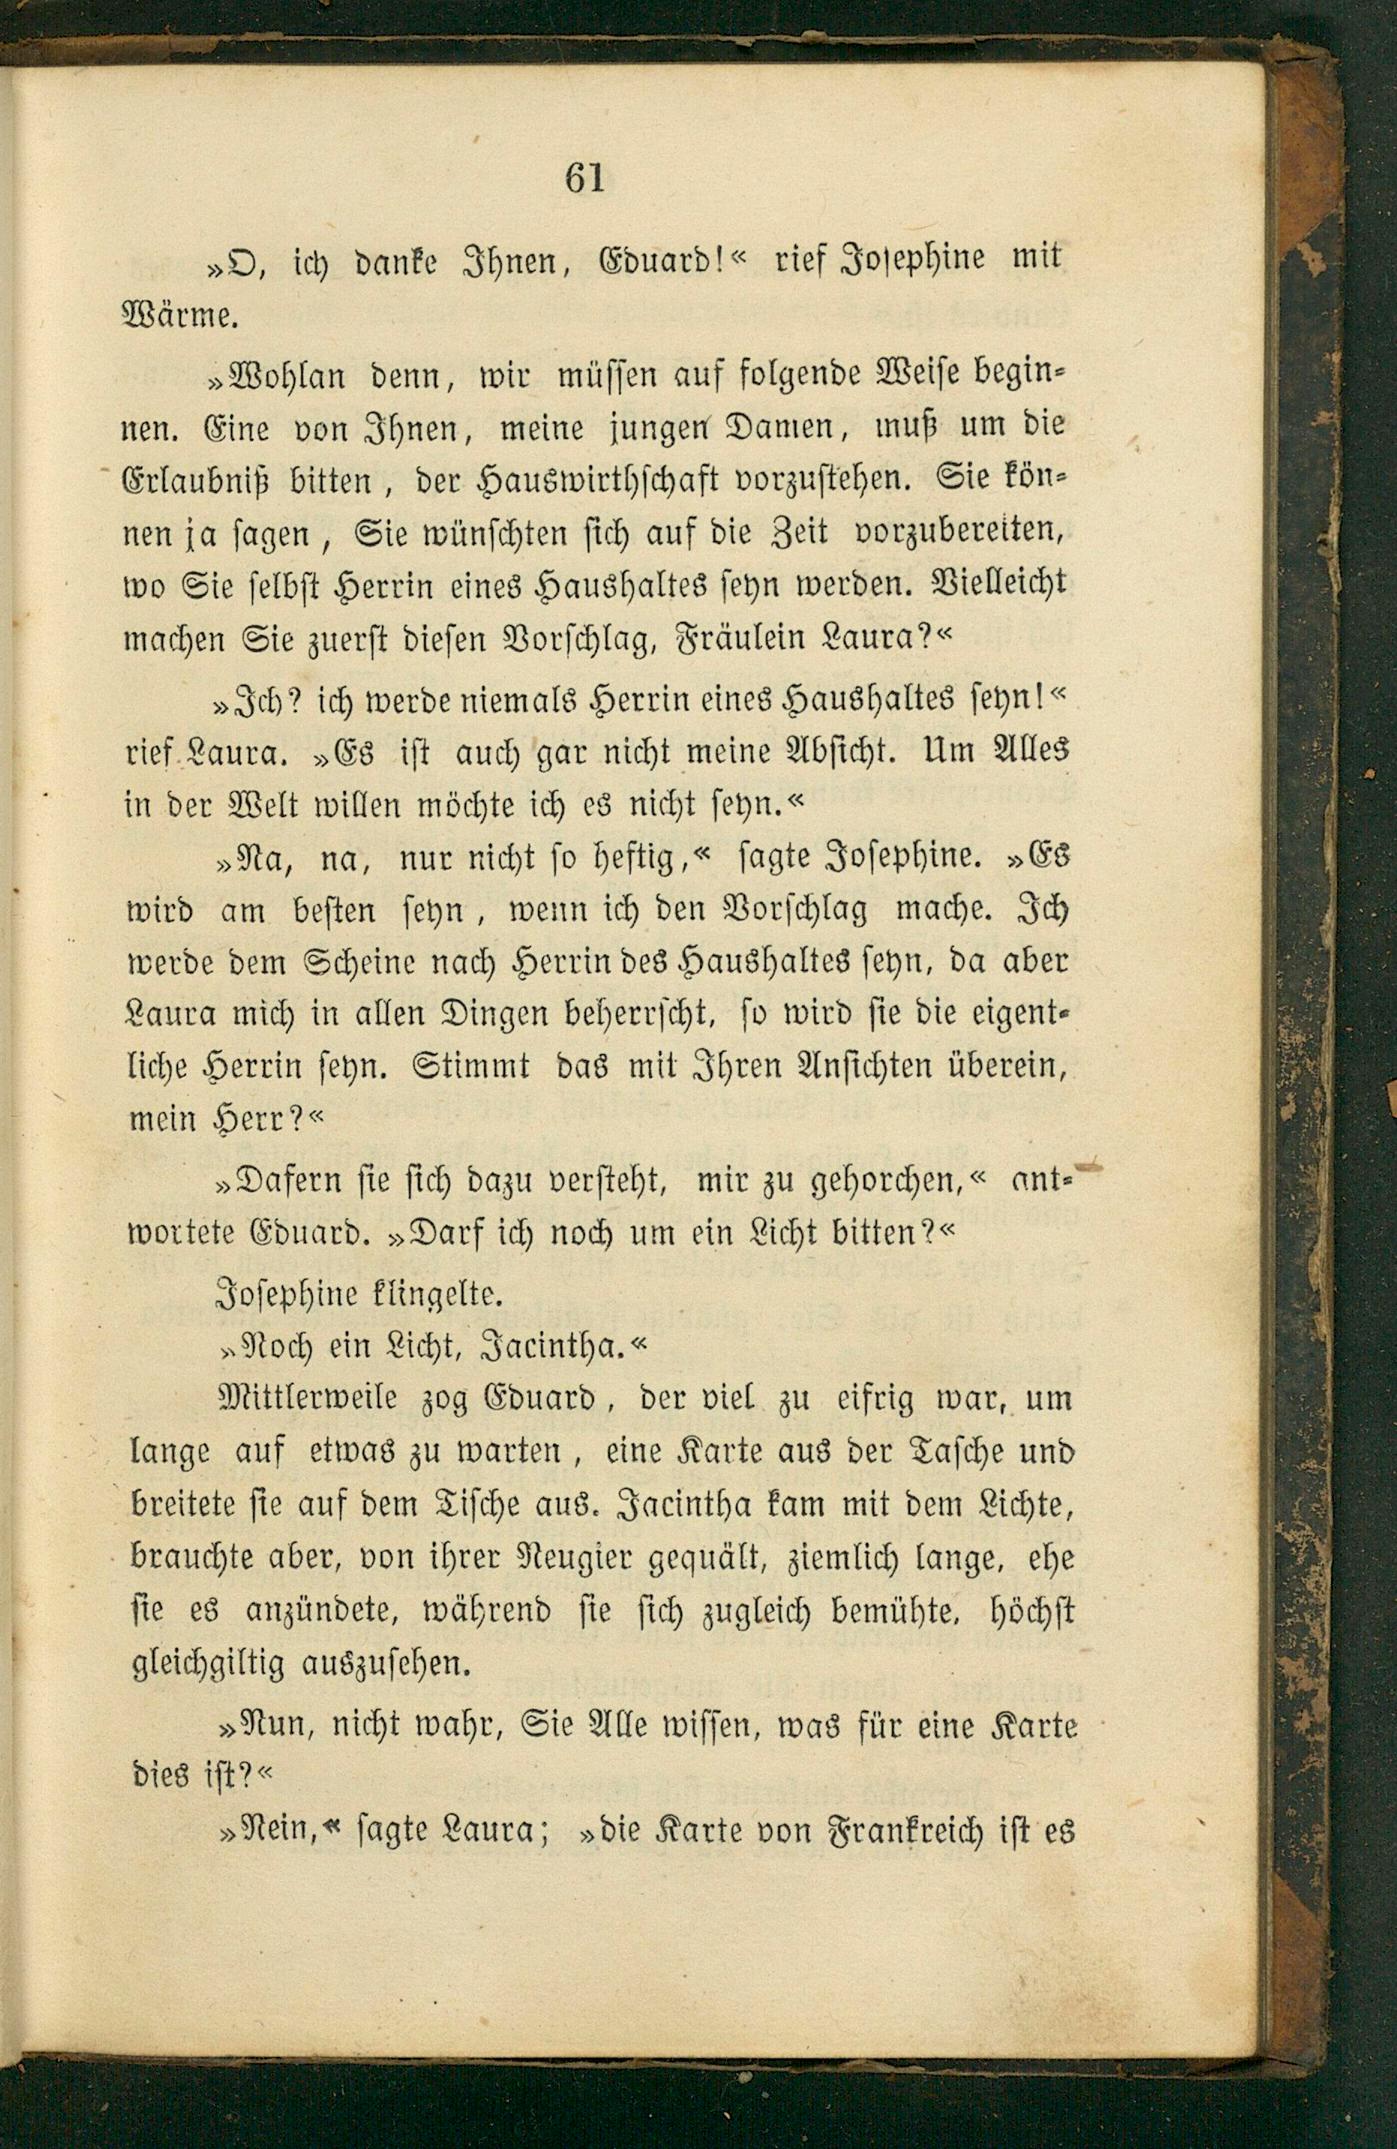 61
»O, ich danke Ihnen, Eduard!« rief Josephine mit
Wärme.
»Wohlan denn, wir müssen auf folgende Weise begin-
nen. Eine von Ihnen, meine jungen Damen, muß um die
Erlaubniß bitten, der Hauswirthschaft vorzustehen. Sie kön-
nen ja sagen, Sie wünschten sich auf die Zeit vorzubereiten,
wo Sie selbst Herrin eines Haushaltes seyn werden. Vielleicht
machen Sie zuerst diesen Vorschlag, Fräulein Laura?«
»Ich? ich werde niemals Herrin eines Haushaltes seyn!«
rief Laura. »Es ist auch gar nicht meine Absicht. Um Alles
in der Welt willen möchte ich es nicht seyn.«
»Na, na, nur nicht so heftig,« sagte Josephine. »Es
wird am besten seyn, wenn ich den Vorschlag mache. Ich
werde dem Scheine nach Herrin des Haushaltes seyn, da aber
Laura mich in allen Dingen beherrscht, so wird sie die eigent-
liche Herrin seyn. Stimmt das mit Ihren Ansichten überein,
mein Herr?«
»Dafern sie sich dazu versteht, mir zu gehorchen,« ant-
wortete Eduard. »Darf ich noch um ein Licht bitten?«
Josephine klingelte.
»Noch ein Licht, Jacintha.«
Mittlerweile zog Eduard, der viel zu eifrig war, um
lange auf etwas zu warten, eine Karte aus der Tasche und
breitete sie auf dem Tische aus. Jacintha kam mit dem Lichte,
brauchte aber, von ihrer Neugier gequält, ziemlich lange, ehe
sie es anzündete, während sie sich zugleich bemühte, höchst
gleichgiltig auszusehen.
»Nun, nicht wahr, Sie Alle wissen, was für eine Karte
dies ist?«
»Nein,« sagte Laura; »die Karte von Frankreich ist es